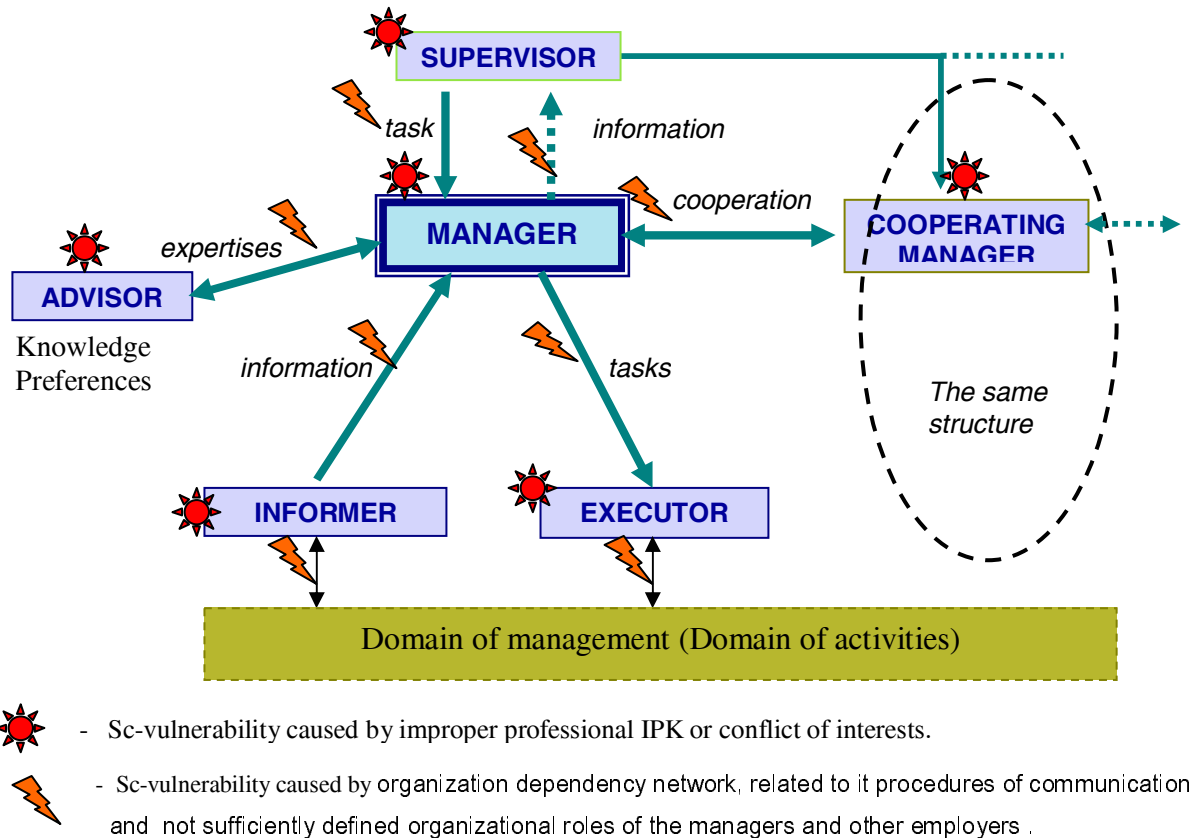 SUPERVISOR
task
information
MANAGER
cooperation
COOPERATING
MANAGER
expertises
ADVISOR
Knowledge
Preferences
information
tasks
The same
structure
INFORMER
EXECUTOR
Domain of management (Domain of activities)
- Sc-vulnerability caused by improper professional IPK or conflict of interests.
- Sc-vulnerability caused by organization dependency network, related to it procedures of communication
and not sufficiently defined organizational roles of the managers and other employers .